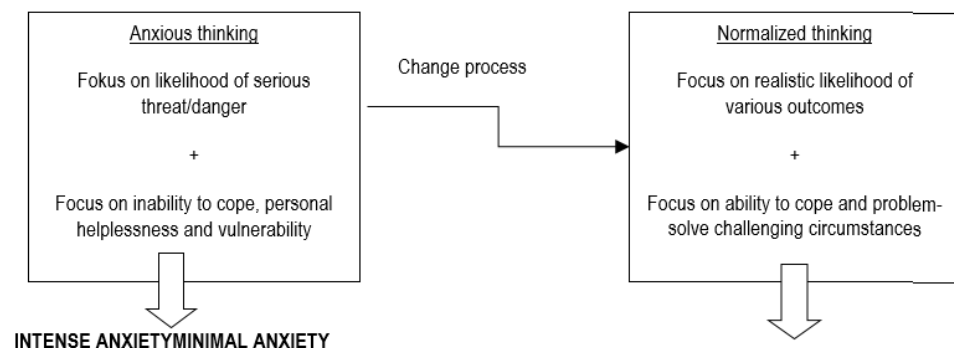 Anxious thinking
Fokus on likelihood of serious
threat/danger
+
Focus on inability to cope, personal
helplessness and vulnerability
Change process
Normalized thinking
Focus on realistic likelihood of
various outcomes
+
Focus on ability to cope and problem-
solve challenging circumstances
INTENSE ANXIETYMINIMAL ANXIETY